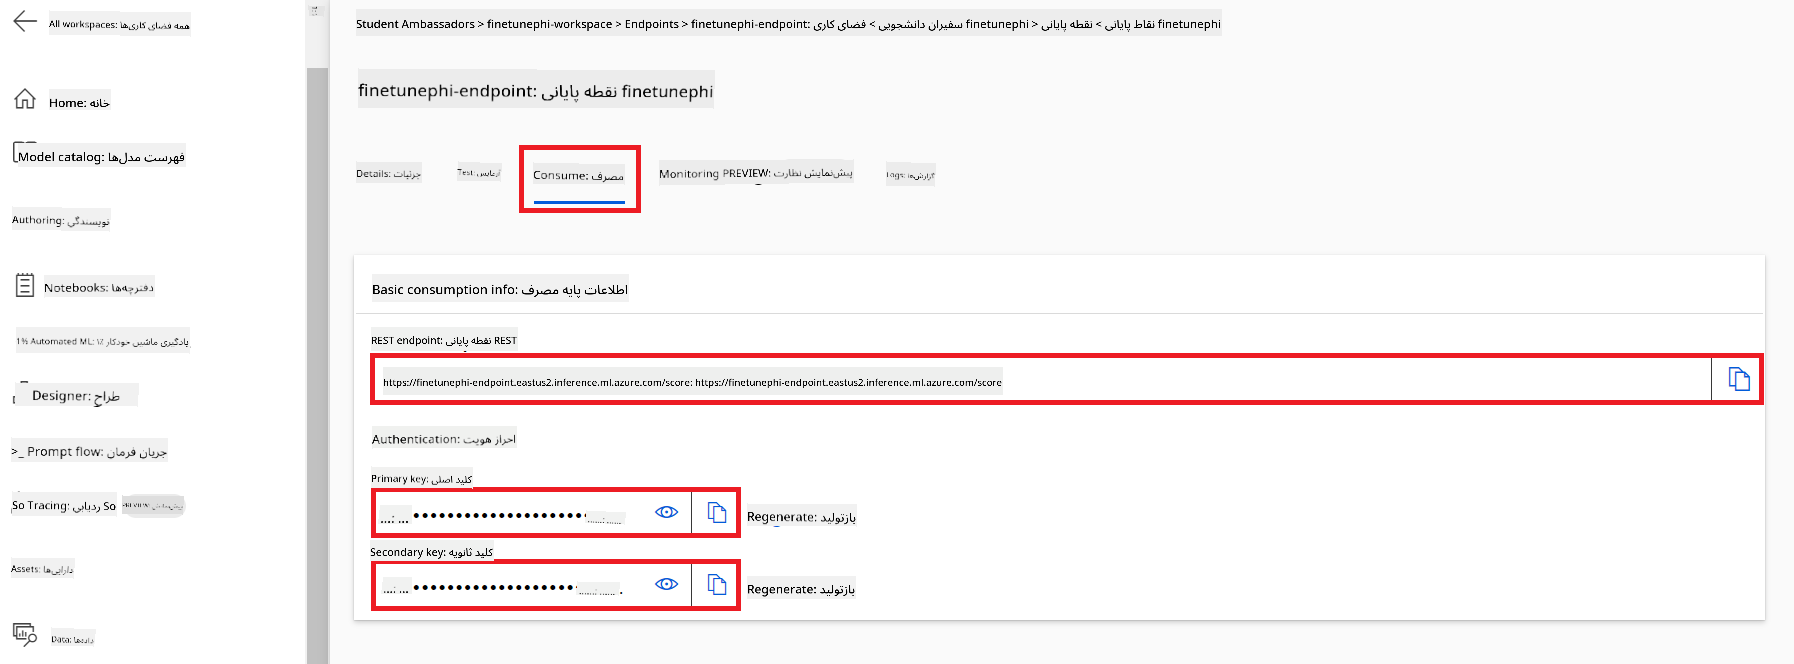 All workspaces: همه فضای کاری‌ها
Home: خانه
Model catalog: فهرست مدل‌ها
Authoring: نویسندگی
Notebooks: دفترچه‌ها
1% Automated ML: ٪۱ یادگیری ماشین خودکار
Designer: طراح
>_ Prompt flow: جریان فرمان
So Tracing: ردیابی So PREVIEW: پیش‌نمایش
Assets: دارایی‌ها
Data: داده‌ها
Student Ambassadors > finetunephi-workspace > Endpoints > finetunephi-endpoint: سفیران دانشجویی > فضای کاری finetunephi > نقاط پایانی > نقطه پایانی finetunephi
finetunephi-endpoint: نقطه پایانی finetunephi
Details: جزئیات
Test: آزمایش
Consume: مصرف
Monitoring PREVIEW: پیش‌نمایش نظارت
Logs: گزارش‌ها
Basic consumption info: اطلاعات پایه مصرف
REST endpoint: نقطه پایانی REST
https://finetunephi-endpoint.eastus2.inference.ml.azure.com/score: https://finetunephi-endpoint.eastus2.inference.ml.azure.com/score
Authentication: احراز هویت
Primary key: کلید اصلی
Regenerate: بازتولید
Secondary key: کلید ثانویه
Regenerate: بازتولید